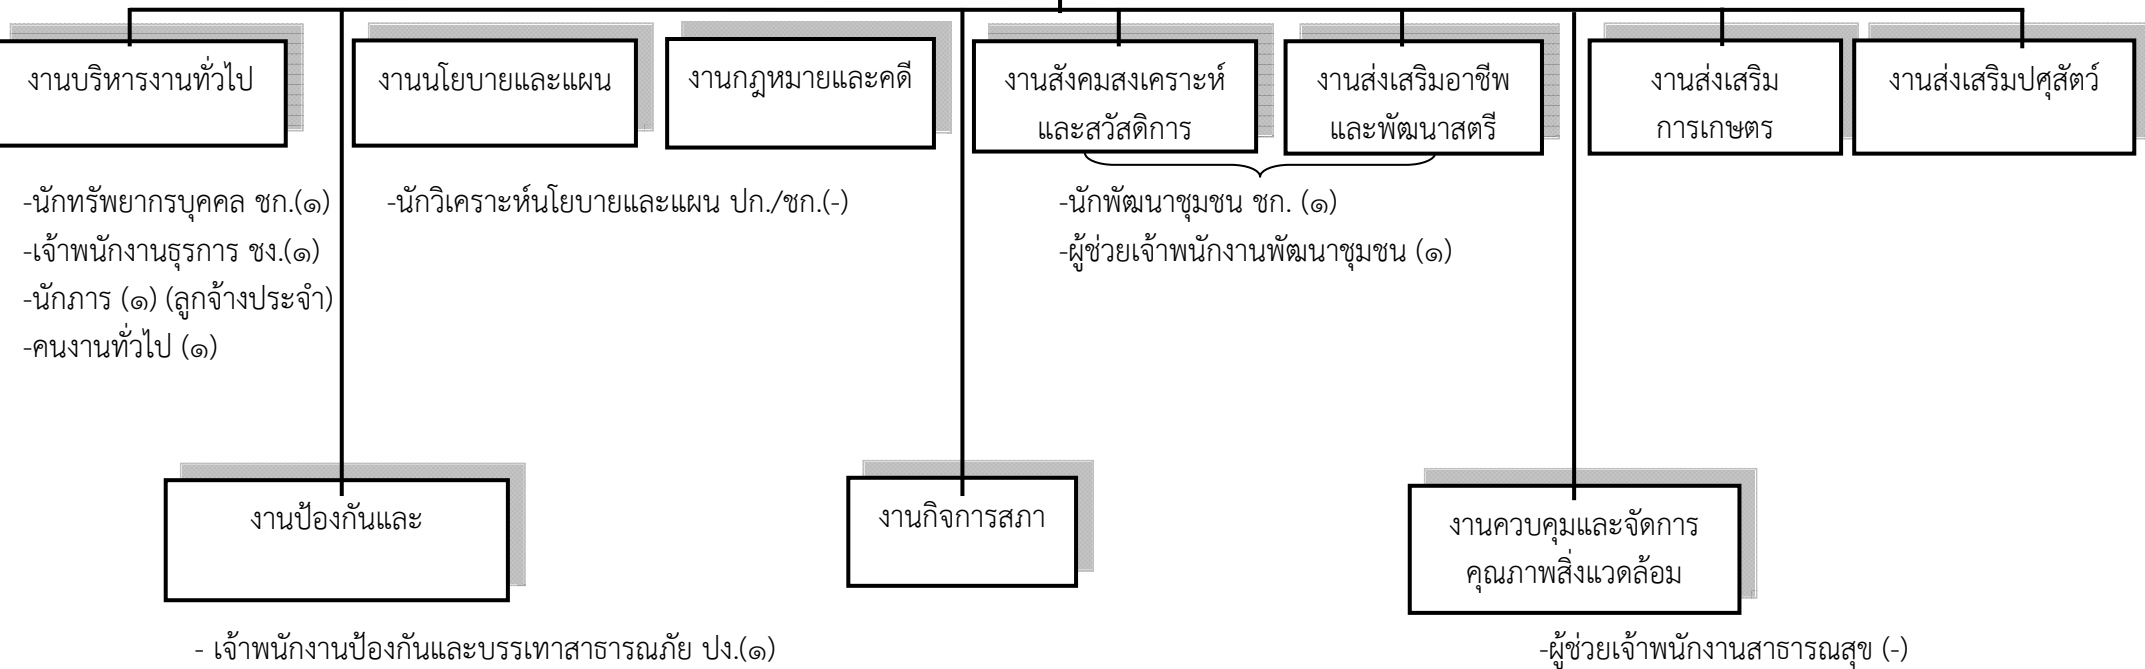 งานบริหารงานทั่วไป
งานนโยบายและแผน
งานกฎหมายและคดี
งานสังคมสงเคราะห์
และสวัสดิการ
งานส่งเสริมอาชีพ
และพัฒนาสตรี
งานส่งเสริม
การเกษตร
งานส่งเสริมปศุสัตว์
-นักทรัพยากรบุคคล ชก.(๑)
-เจ้าพนักงานธุรการ ชง.(๑)
-นักภาร (๑) (ลูกจ้างประจำ)
-คนงานทั่วไป (๑)
-นักวิเคราะห์นโยบายและแผน ปก./ชก.(-)
-นักพัฒนาชุมชน ชก. (๑)
-ผู้ช่วยเจ้าพนักงานพัฒนาชุมชน (๑)
งานป้องกันและ
งานกิจการสภา
งานควบคุมและจัดการ
คุณภาพสิ่งแวดล้อม
- เจ้าพนักงานป้องกันและบรรเทาสาธารณภัย ปง.(๑)
-ผู้ช่วยเจ้าพนักงานสาธารณสุข (-)